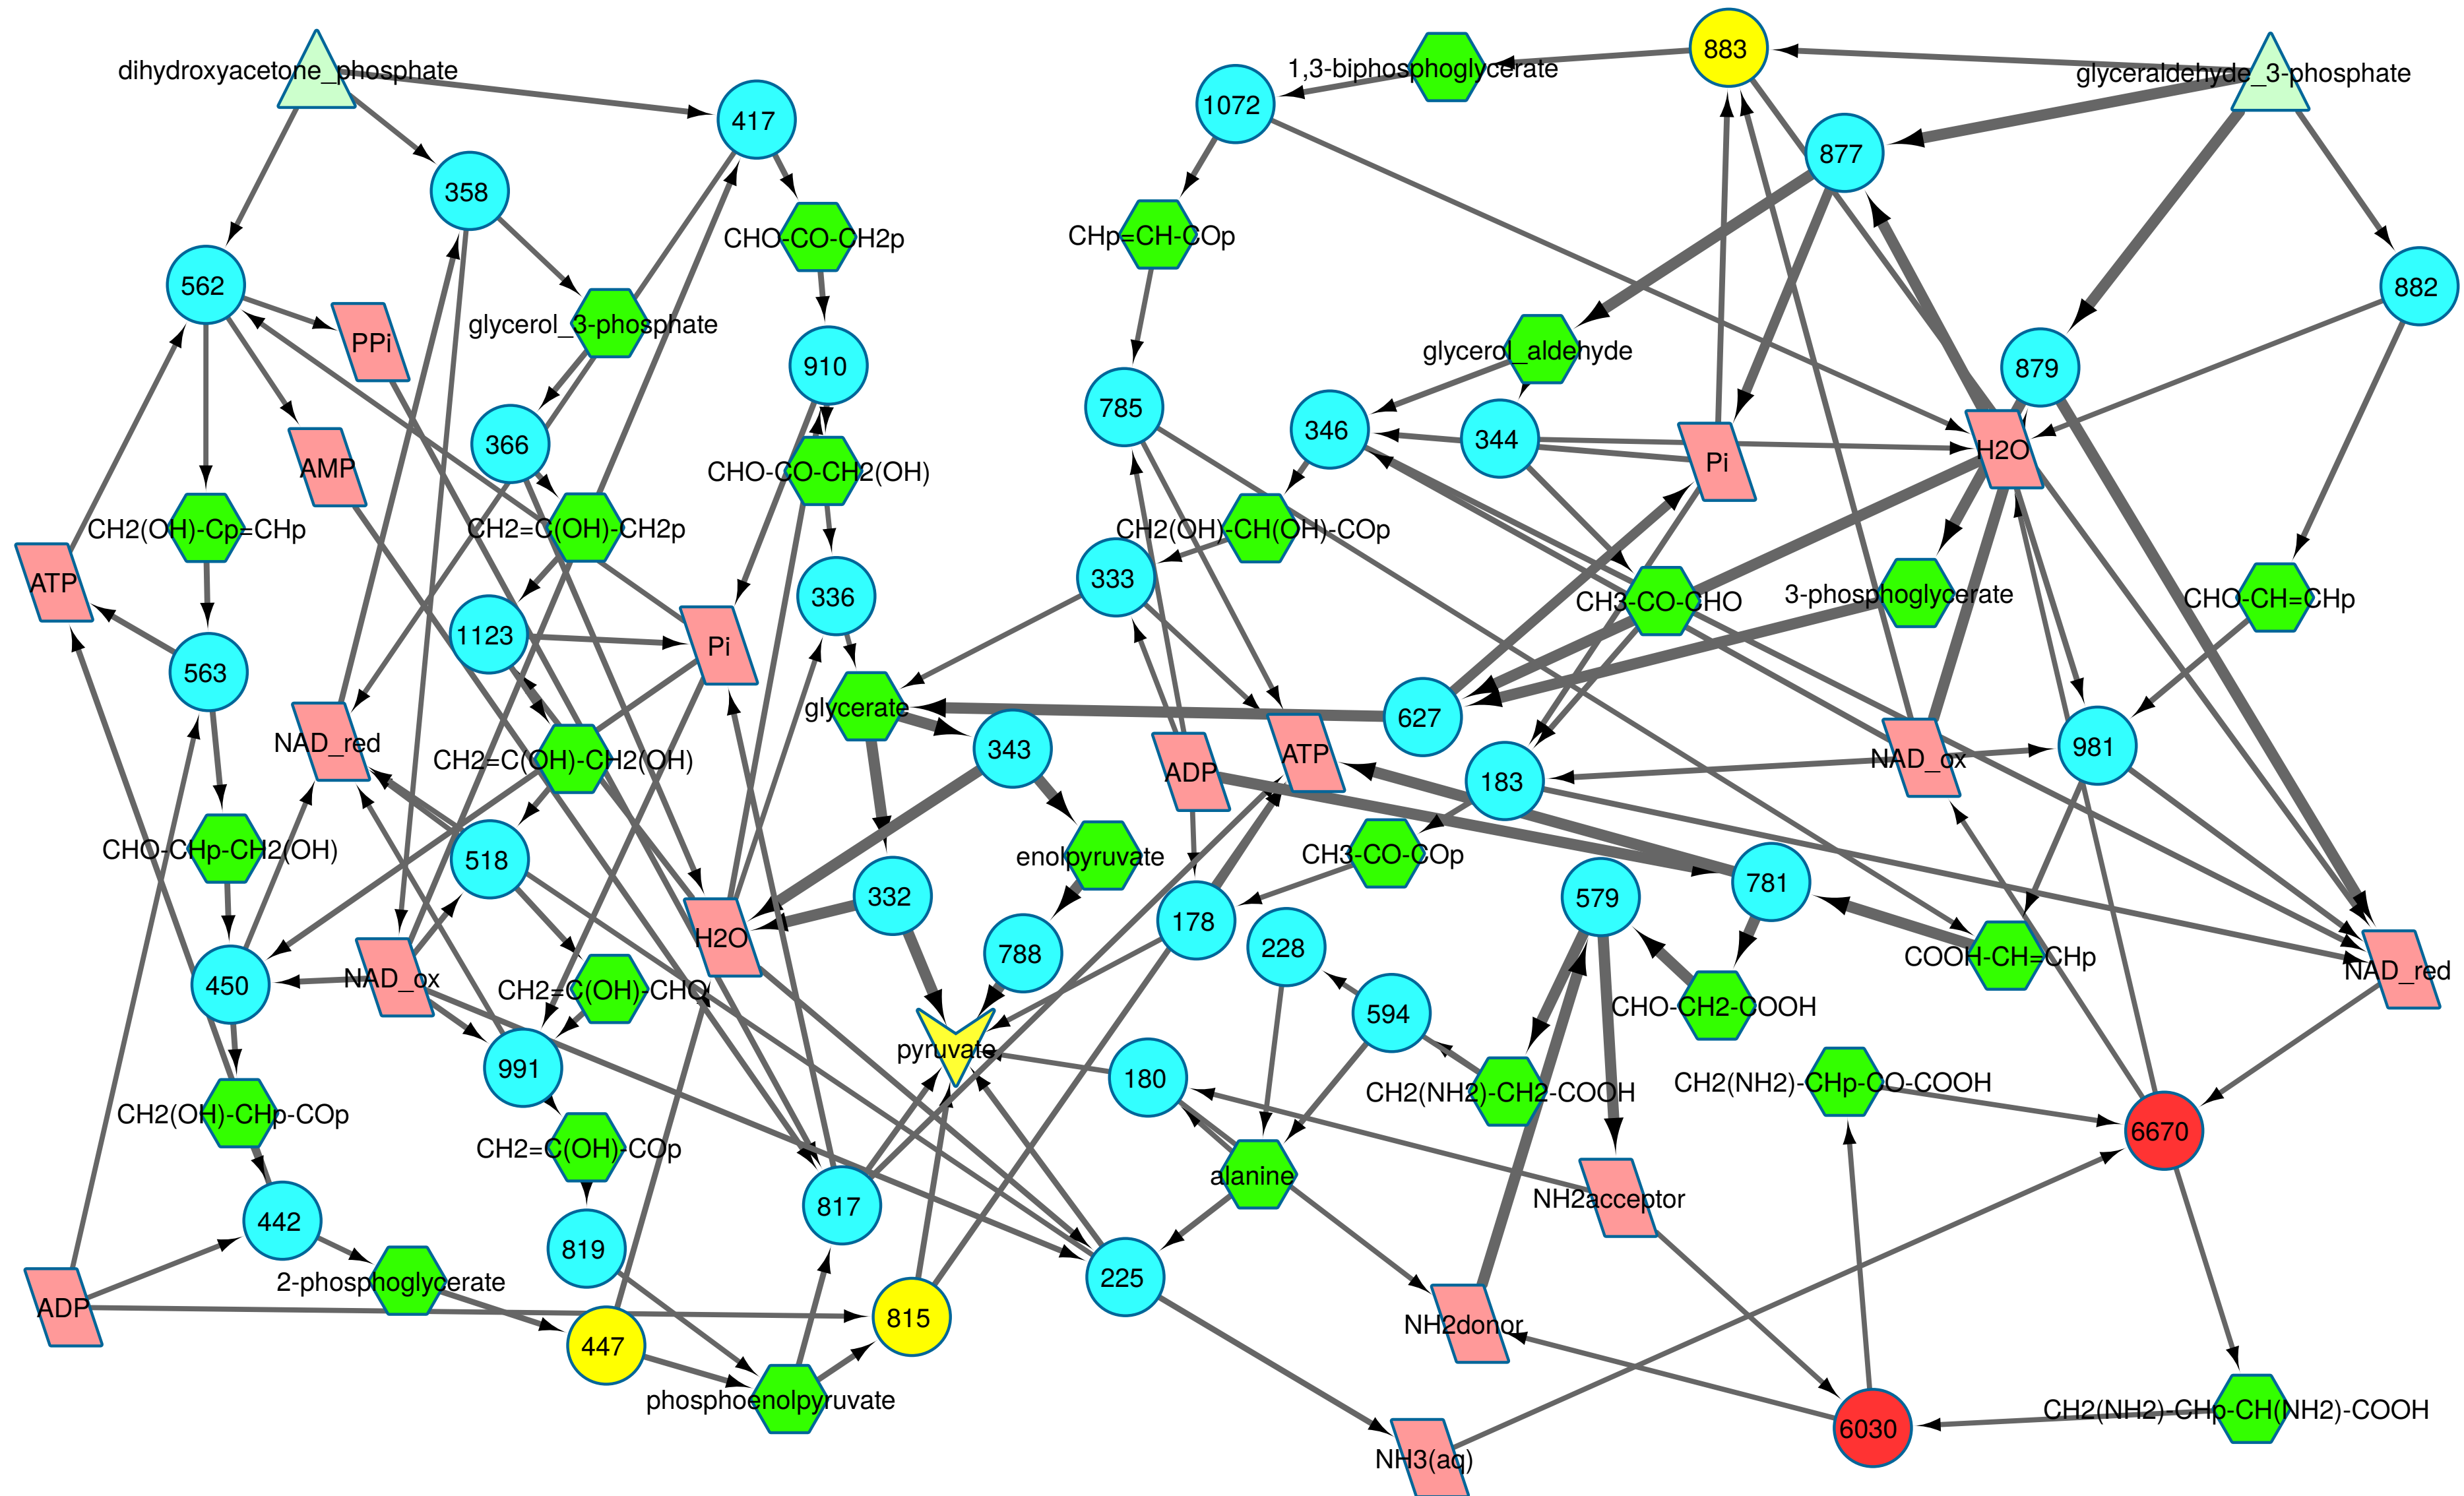 883
1,3-biphosphoglycerate
dihydroxyacetone_phosphate
glyceraldehyde_3-phosphate
1072
417
877
358
CHO-CO-CH2p
CHp=CH-COp
562
882
glycerol_3-phosphate
PPi
glycerol_aldehyde
910
879
785
346
344
366
H2O
Pi
AMP
CHO-CO-CH2(OH)
CH2(OH)-Cp=CHp
CH2=C(OH)-CH2p
CH2(OH)-CH(OH)-COp
ATP
333
336
3-phosphoglycerate
CH3-CO-CHO
CHO-CH=CHp
1123
Pi
563
glycerate
627
NAD_red
343
ATP
981
CH2=C(OH)-CH2(OH)
NAD_ox
ADP
183
CHO-CHp-CH2(OH)
518
enolpyruvate
CH3-CO-COp
781
332
579
178
H2O
228
788
COOH-CH=CHp
NAD_red
NAD_ox
450
CH2=C(OH)-CHO
CHO-CH2-COOH
594
pyruvate
991
180
CH2(NH2)-CH2-COOH
CH2(NH2)-CHp-CO-COOH
CH2(OH)-CHp-COp
6670
CH2=C(OH)-COp
alanine
NH2acceptor
817
442
819
225
2-phosphoglycerate
ADP
815
NH2donor
447
phosphoenolpyruvate
CH2(NH2)-CHp-CH(NH2)-COOH
6030
NH3(aq)